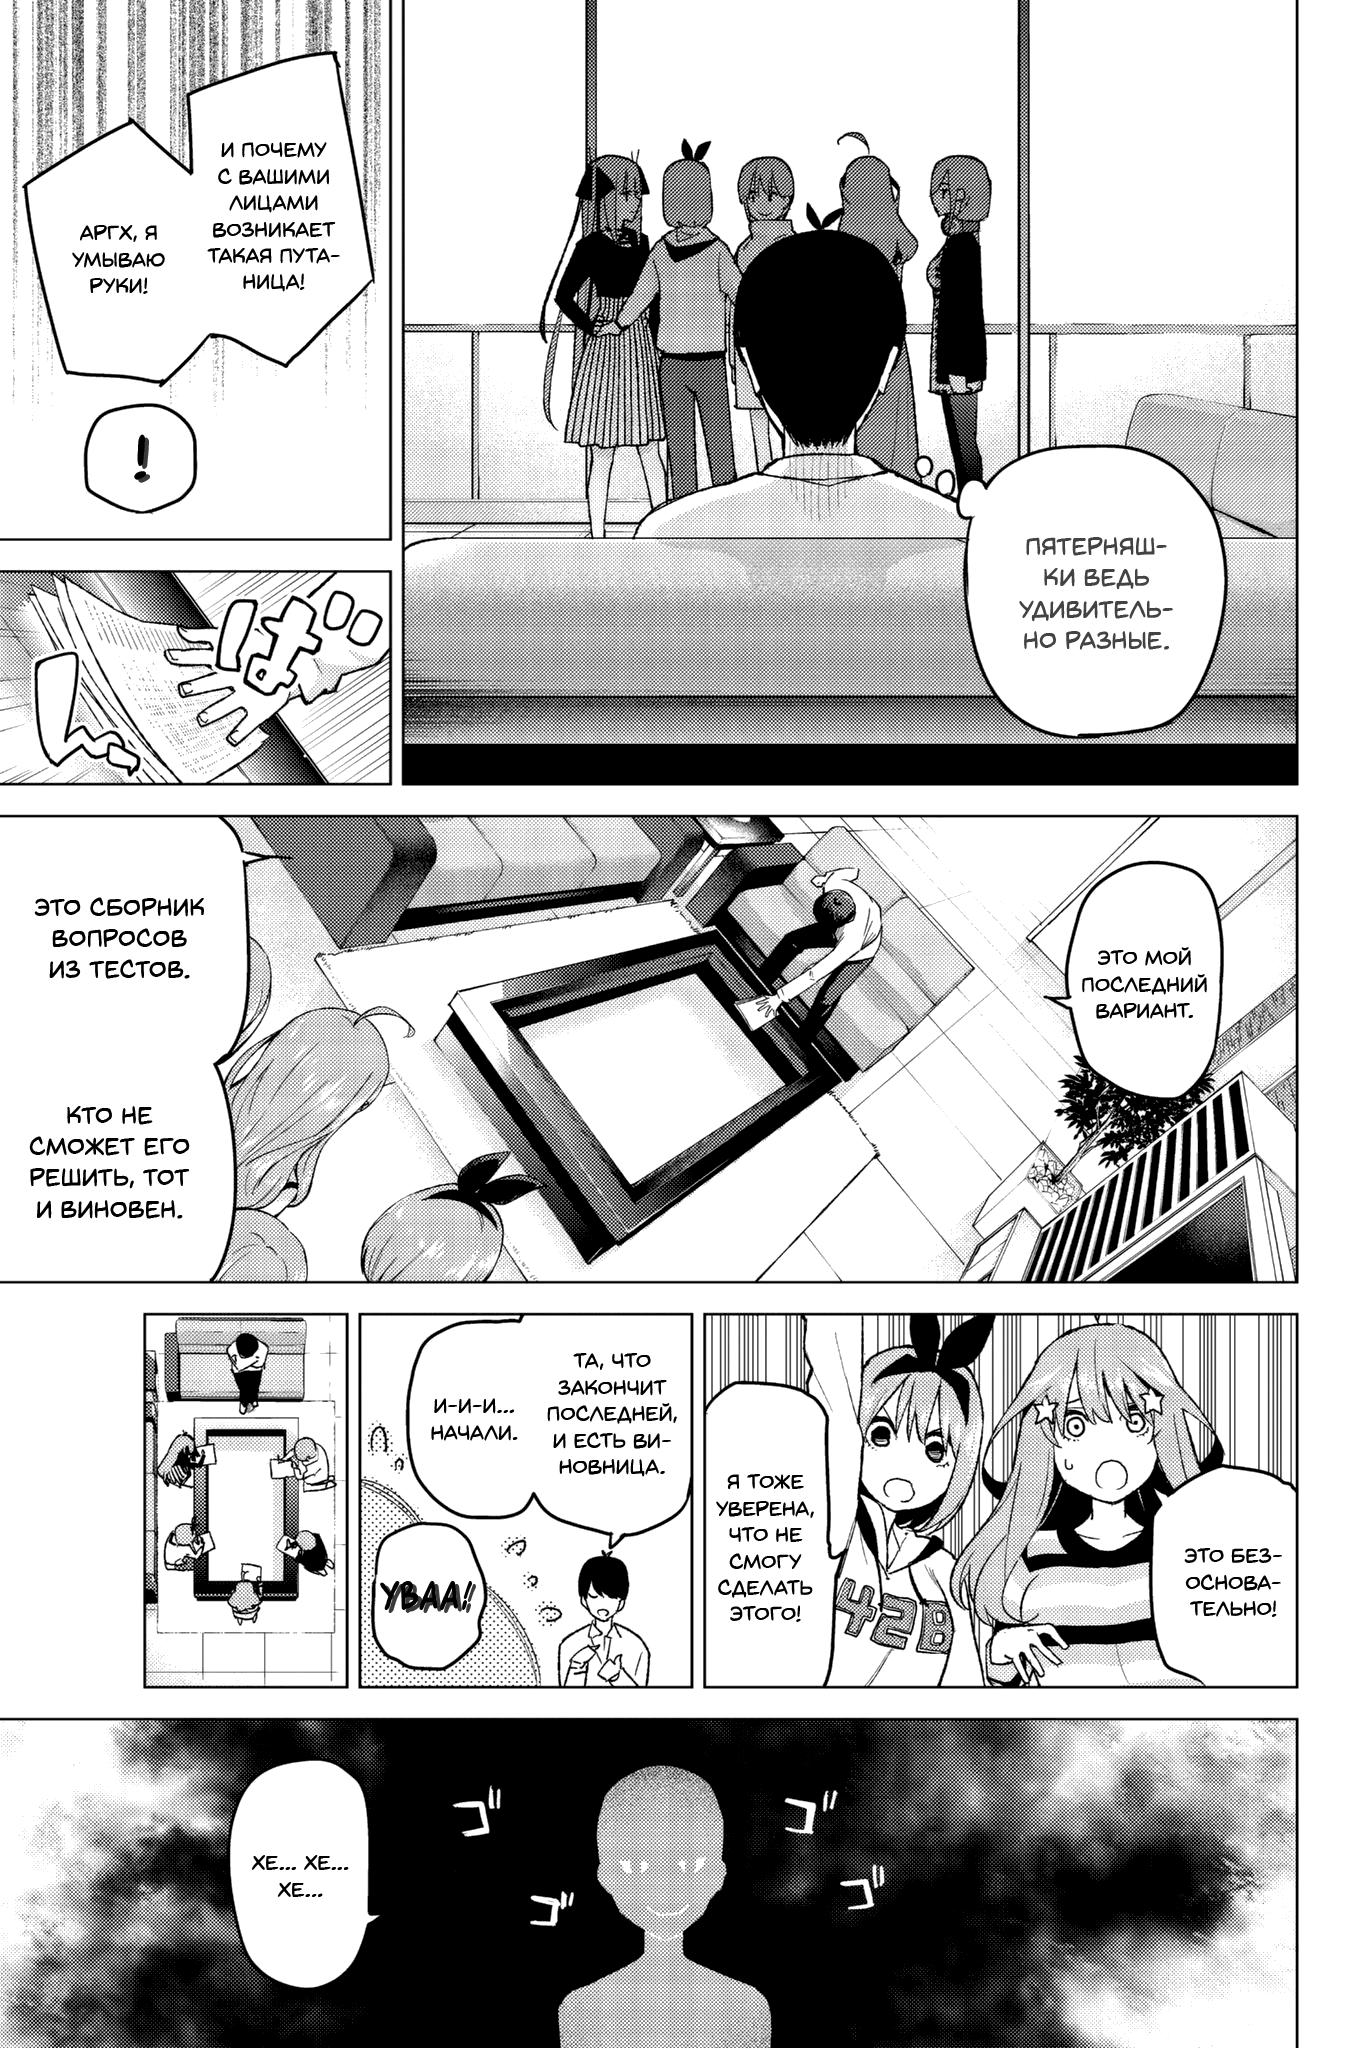 ПЯТЕРНЯШ-
КИ ВЕДЬ
УДИВИТЕЛЬ-
НО РАЗНЫЕ.
И ПОЧЕМУ
С ВАШИМИ
ЛИЦАМИ
ВОЗНИКАЕТ
ТАКАЯ ПУТА-
НИЦА!
АРГХ, Я
УМЫВАЮ
РУКИ!
!
ば゛
ん
ЭТО МОЙ
ПОСЛЕДНИЙ
ВАРИАНТ.
ЭТО СБОРНИК
ВОПРОСОВ
ИЗ ТЕСТОВ.
КТО НЕ
СМОЖЕТ ЕГО
РЕШИТЬ, ТОТ
И ВИНОВЕН.
ЭТО БЕЗ-
ОСНОВА-
ТЕЛЬНО!
Я ТОЖЕ
УВЕРЕНА,
ЧТО НЕ
СМОГУ
СДЕЛАТЬ
ЭТОГО!
428
ТА, ЧТО
ЗАКОНЧИТ
ПОСЛЕДНЕЙ,
И ЕСТЬ ВИ-
НОВНИЦА.
И-И-И...
НАЧАЛИ.
УВАА!
ゴ
ゴ
ゴ
ゴ
ХЕ... ХЕ...
ХЕ...